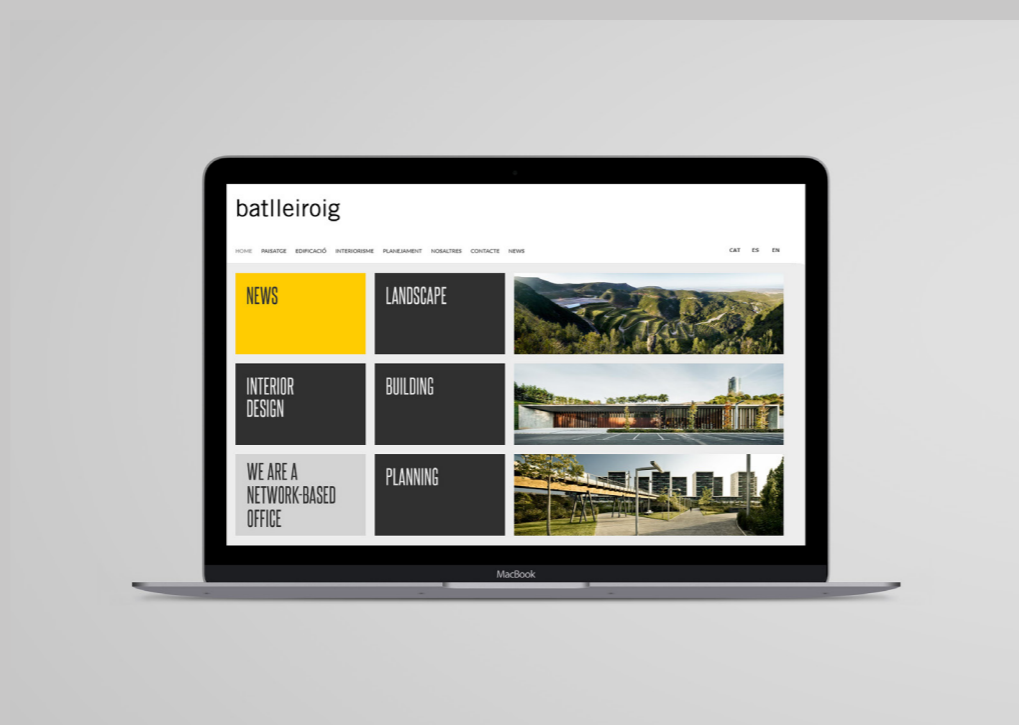 batlleiroig
HOME PAISATGE EDIFICACIÓ INTERIORISME PLANEJAMENT NOSALTRES CONTACTE NEWS
CAT ES EN
NEWS
LANDSCAPE
INTERIOR
DESIGN
BUILDING
WE ARE A
NETWORK-BASED
OFFICE
PLANNING
MacBook